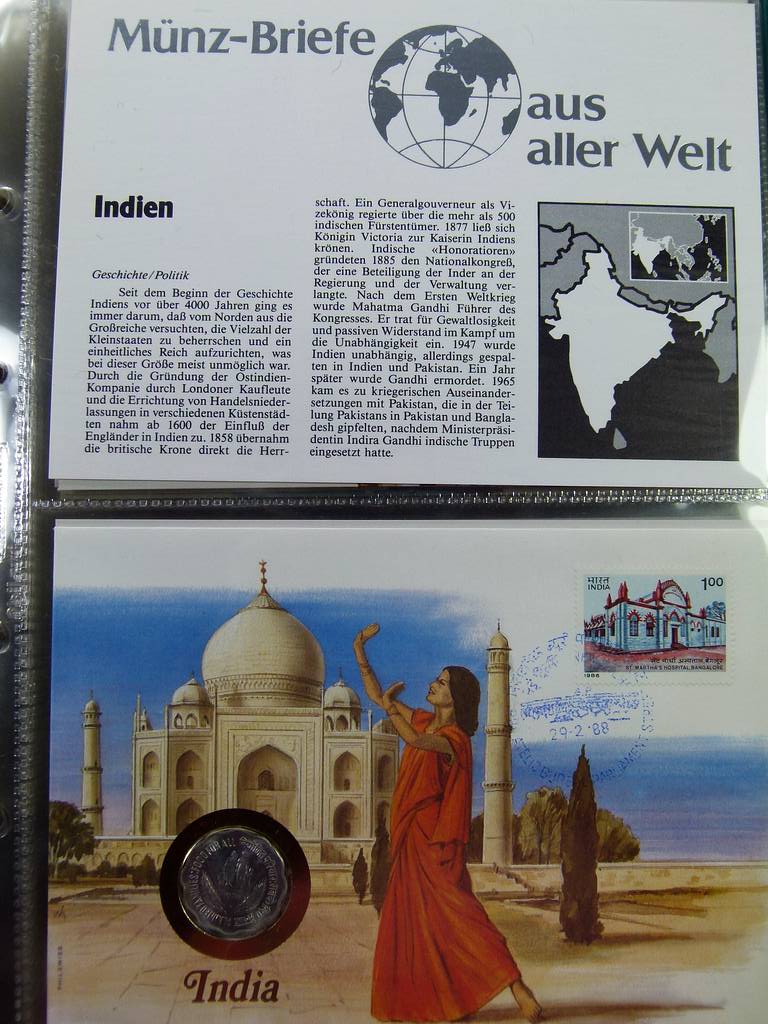 Münz-Briefe
aus
aller Welt
Indien
Geschichte/Politik
Seit dem Beginn der Geschichte
Indiens vor über 4000 Jahren ging es
immer darum, daß vom Norden aus die
Großreiche versuchten, die Vielzahl der
Kleinstaaten zu beherrschen und ein
einheitliches Reich aufzurichten, was
bei dieser Größe meist unmöglich war.
Durch die Gründung der Ostindien-
Kompanie durch Londoner Kaufleute
und die Errichtung von Handelsnieder-
lassungen in verschiedenen Küstenstäd-
ten nahm ab 1600 der Einfluß der
Engländer in Indien zu. 1858 übernahm
die britische Krone direkt die Herr-
schaft. Ein Generalgouverneur als Vi-
zekönig regierte über die mehr als 500
indischen Fürstentümer. 1877 ließ sich
Königin Victoria zur Kaiserin Indiens
krönen. Indische «Honoratioren»
gründeten 1885 den Nationalkongreß,
der eine Beteiligung der Inder an der
Regierung und der Verwaltung ver-
langte. Nach dem Ersten Weltkrieg
wurde Mahatma Gandhi Führer des
Kongresses. Er trat für Gewaltlosigkeit
und passiven Widerstand im Kampf um
die Unabhängigkeit ein. 1947 wurde
Indien unabhängig, allerdings gespal-
ten in Indien und Pakistan. Ein Jahr
später wurde Gandhi ermordet. 1965
kam es zu kriegerischen Auseinander-
setzungen mit Pakistan, die in der Tei-
lung Pakistans in Pakistan und Bangla-
desh gipfelten, nachdem Ministerpräsi-
dentin Indira Gandhi indische Truppen
eingesetzt hatte.
भारत
INDIA
1.00
सेंट मार्थाज़ अस्पताल, बेंगलूर
ST. MARTHA'S HOSPITAL, BANGALORE
1986
29-2-'88
FOOD FOR ALL
India